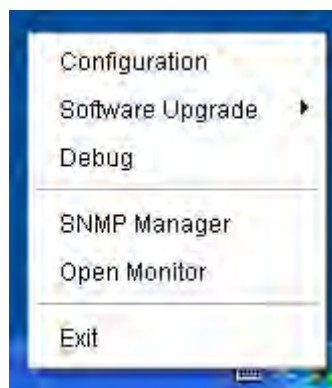 Configuration
Software Upgrade
Debug
SNMP Manager
Open Monitor
Exit